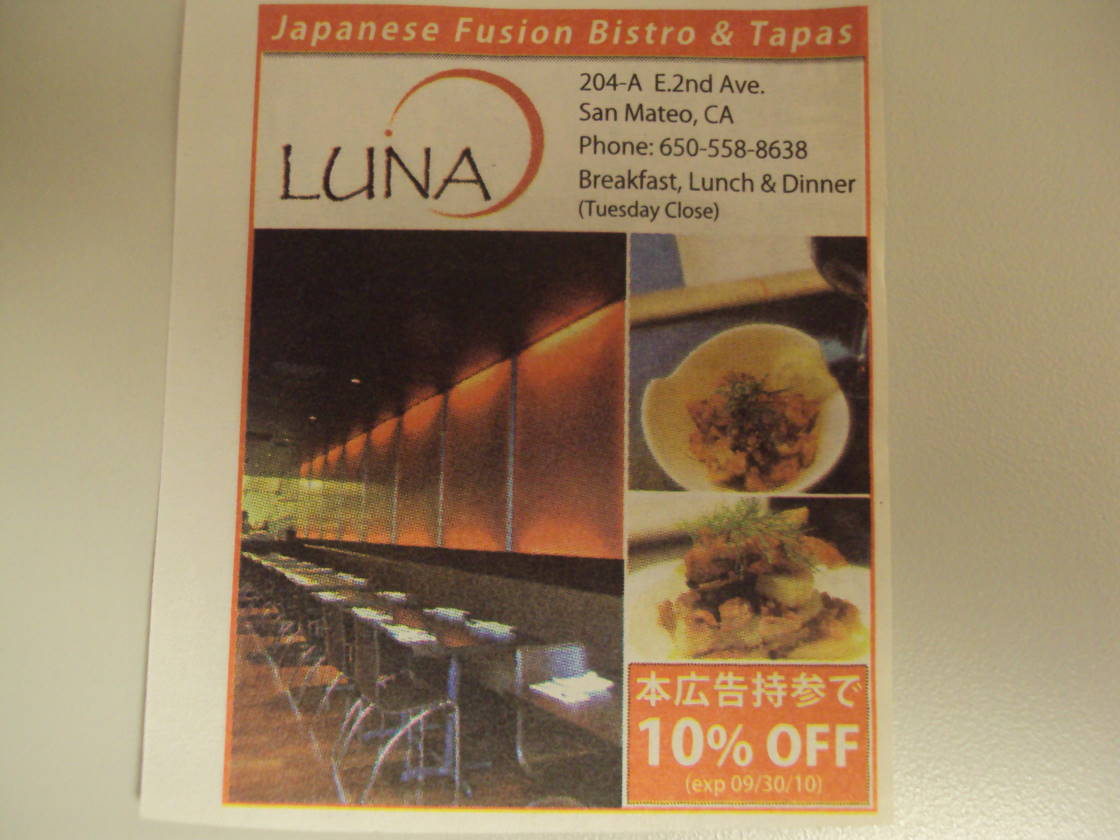 Japanese Fusion Bistro & Tapas
LUNA
204-A E.2nd Ave.
San Mateo, CA
Phone: 650-558-8638
Breakfast, Lunch & Dinner
(Tuesday Close)
本広告持参で
10% OFF
(exp 09/30/10)